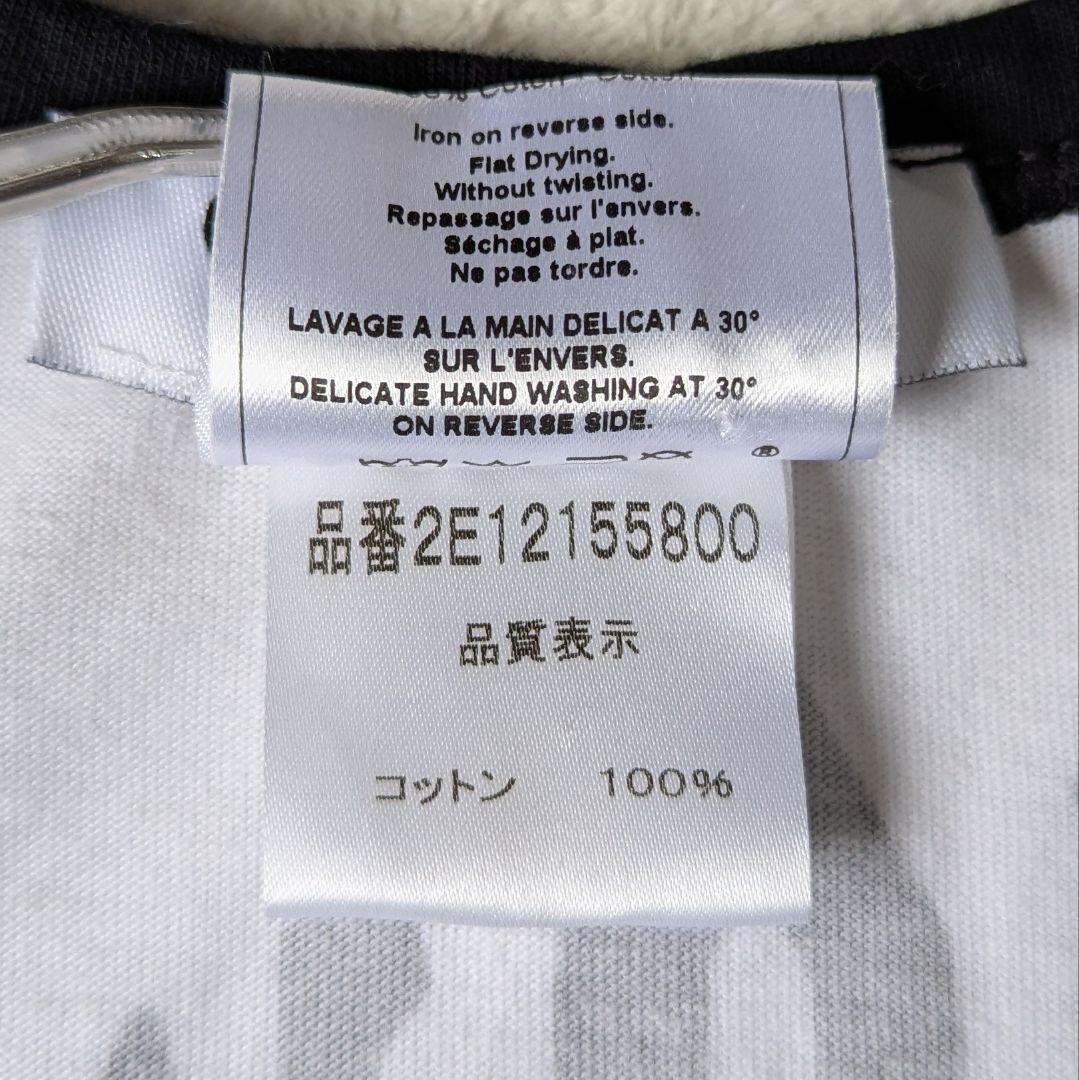 Iron on reverse side.
Flat Drying.
Without twisting.
Repassage sur l'envers.
Séchage à plat.
Ne pas tordre.
LAVAGE A LA MAIN DELICAT A 30°
SUR L'ENVERS.
DELICATE HAND WASHING AT 30°
ON REVERSE SIDE.
®
品番2E12155800
品質表示
コットン 100%